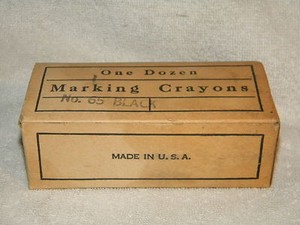 One Dozen
Marking Crayons
No. 65 BLACK
MADE IN U. S. A.